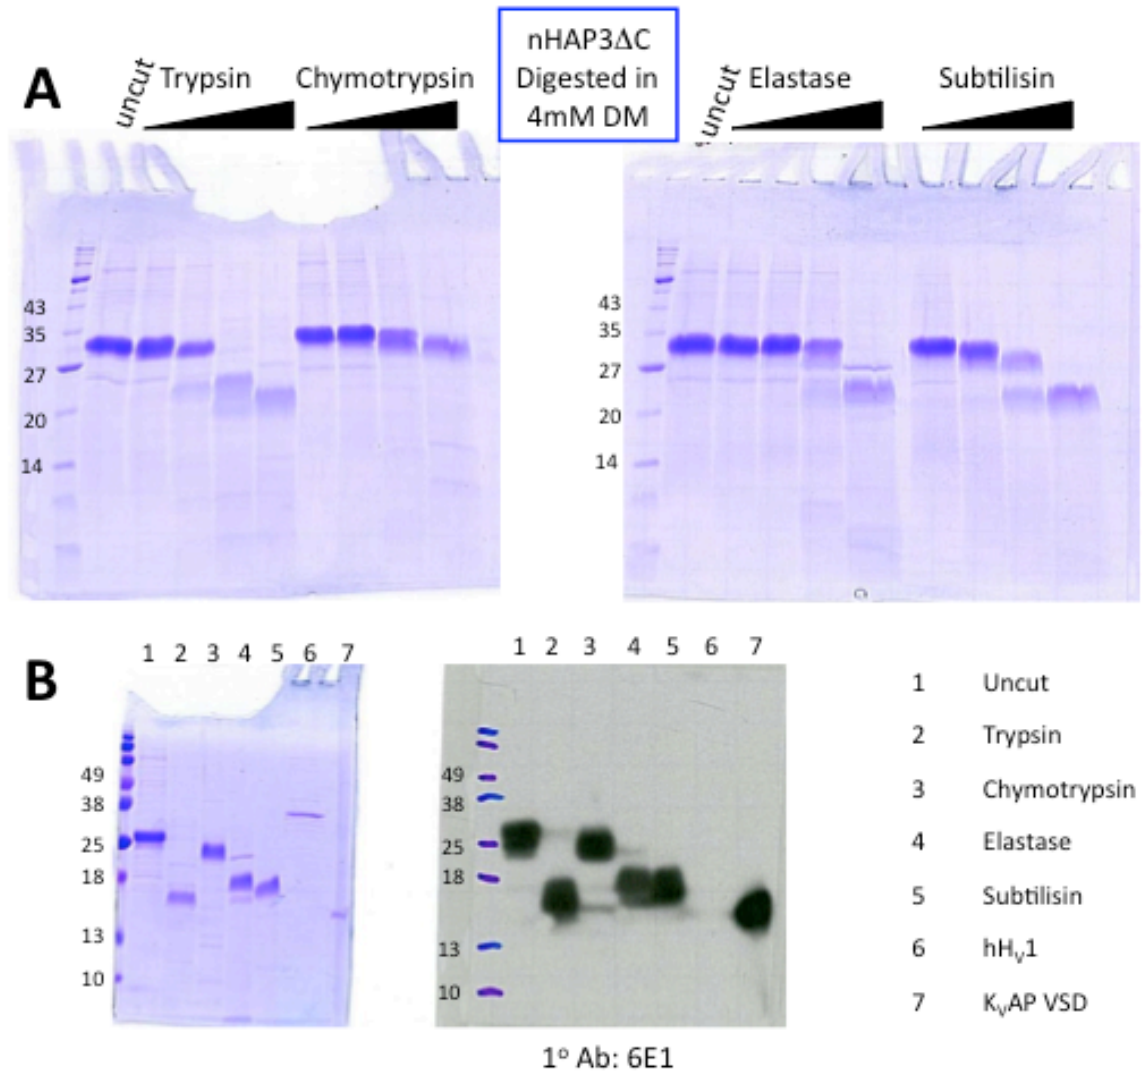 A
uncut
Trypsin
Chymotrypsin
nHAP3ΔC
Digested in
4mM DM
uncut
Elastase
Subtilisin
43
35
27
20
14
43
35
27
20
14
B
1 2 3 4 5 6 7
49
38
25
18
13
10
1 2 3 4 5 6 7
49
38
25
18
13
10
1 Uncut
2 Trypsin
3 Chymotrypsin
4 Elastase
5 Subtilisin
6 hHV1
7 KVAP VSD
1º Ab: 6E1